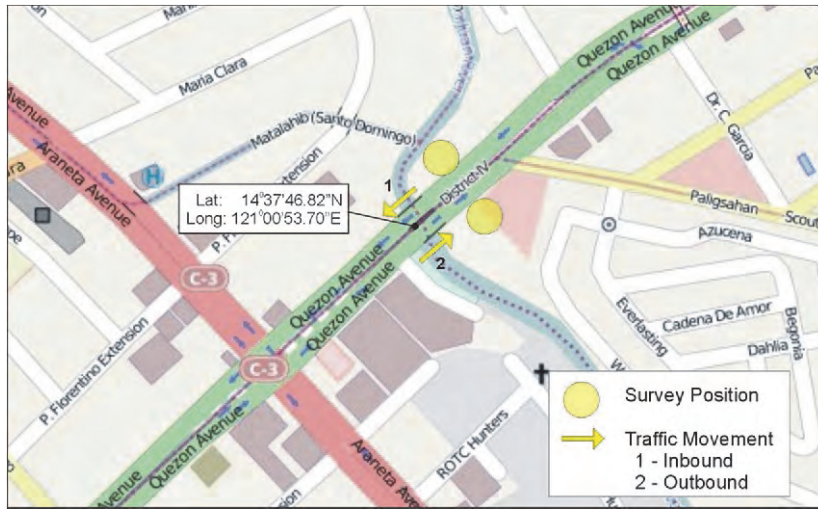 Quezon Avenue
Quezon Avenue
Maria Clara
Avenue
Araneta Avenue
Matalahib (Santo Domingo)
Dr. C. Garcia
H
1
District-IV
Paligsahan
Scout
Lat: 14°37'46.82"N
Long: 121°00'53.70"E
Azucena
2
C-3
Quezon Avenue
Quezon Avenue
Everlasting
Cadena De Amor
Begonia
Dahlia
P. Florentino Extension
C-3
Survey Position
Quezon Avenue
Avenue
ROTC Hunters
Araneta Avenue
Traffic Movement
1 - Inbound
2 - Outbound